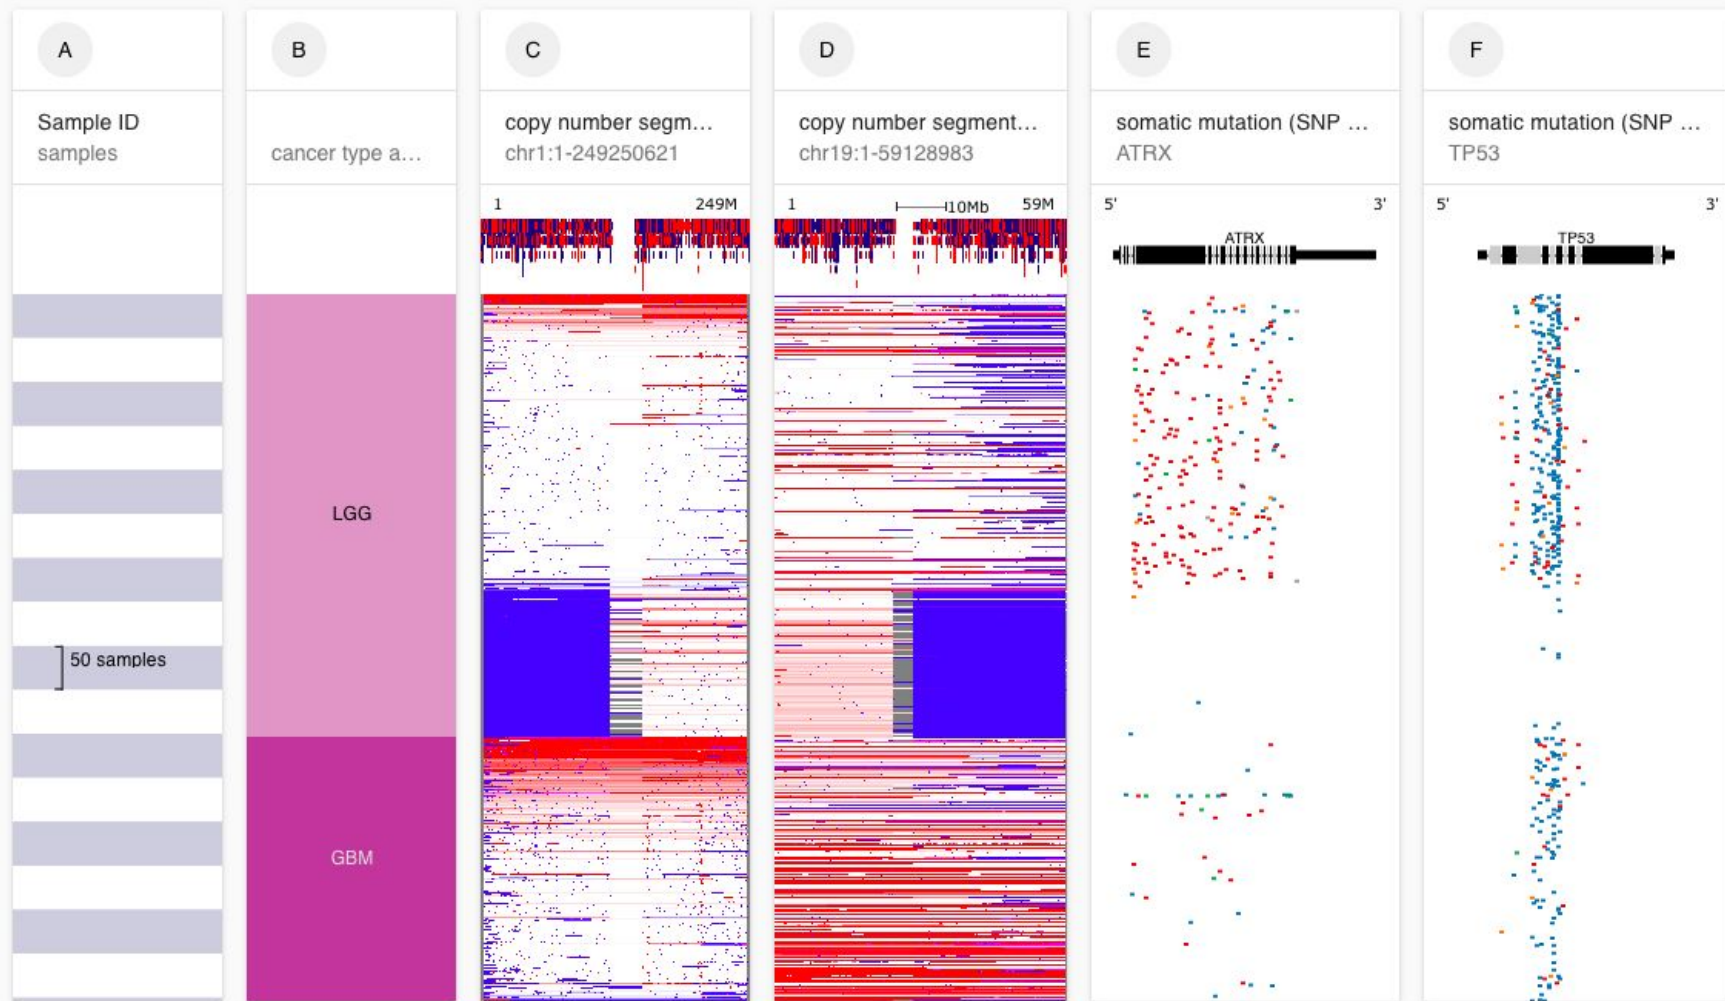 A
B
C
D
E
F
Sample ID
samples
cancer type a...
copy number segm...
chr1:1-249250621
copy number segment...
chr19:1-59128983
somatic mutation (SNP ...
ATRX
somatic mutation (SNP ...
TP53
1
249M
1
10Mb
59M
5'
3'
5'
3'
ATRX
TP53
LGG
50 samples
GBM